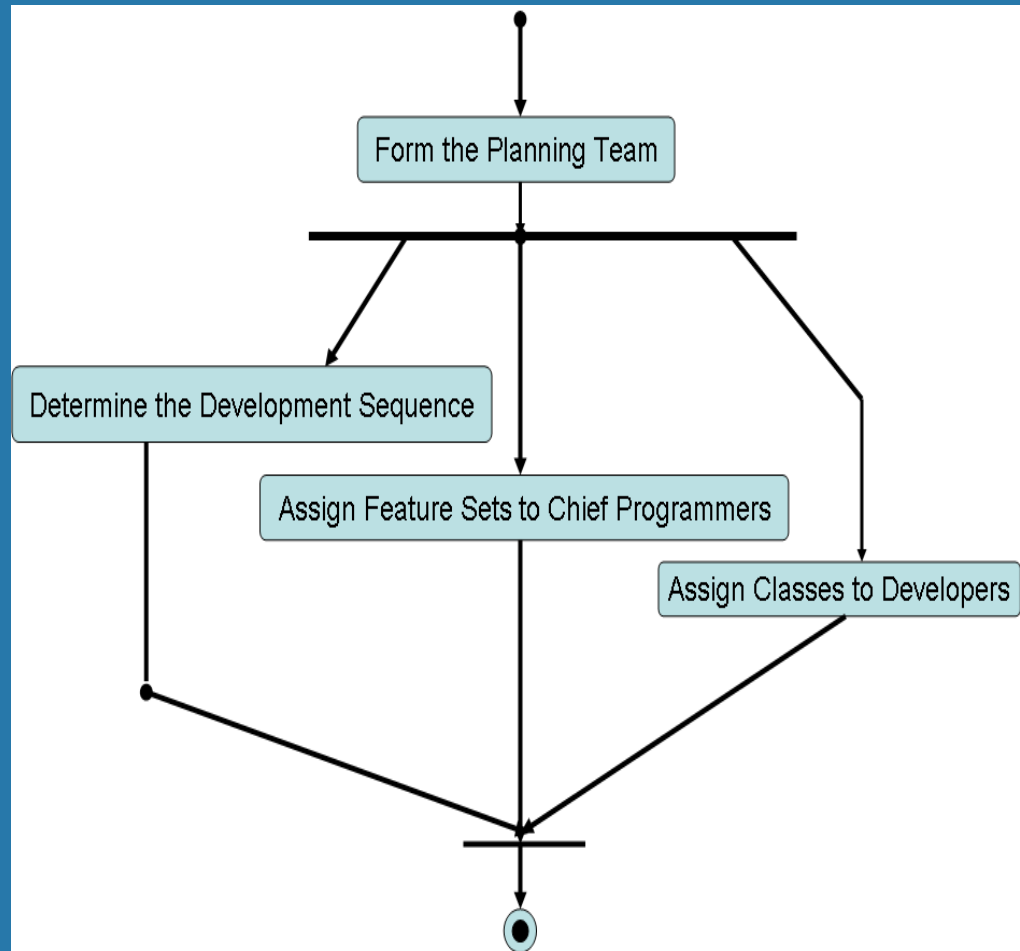 Form the Planning Team
Determine the Development Sequence
Assign Feature Sets to Chief Programmers
Assign Classes to Developers